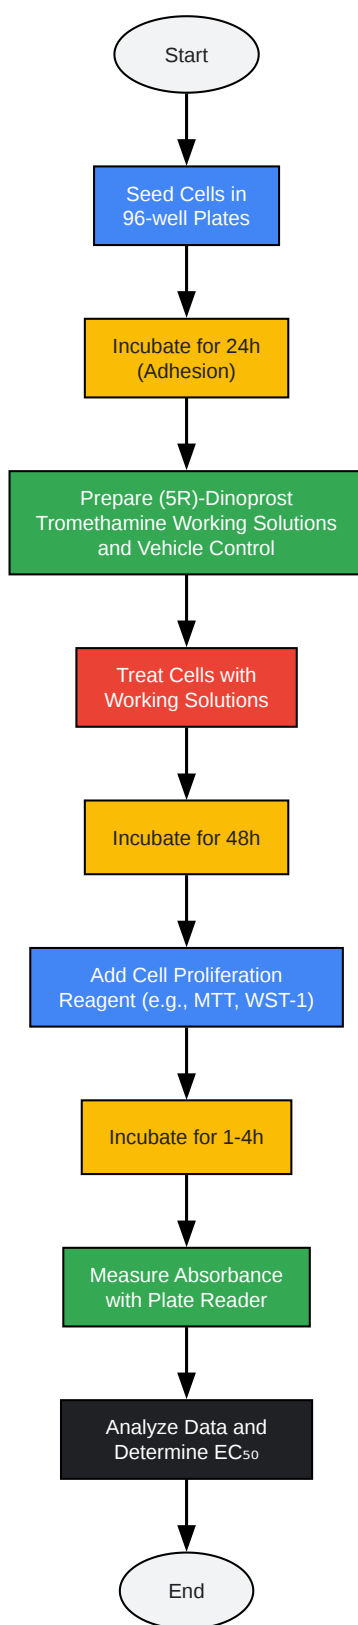 Start
Seed Cells in
96-well Plates
Incubate for 24h
(Adhesion)
Prepare (5R)-Dinoprost
Tromethamine Working Solutions
and Vehicle Control
Treat Cells with
Working Solutions
Incubate for 48h
Add Cell Proliferation
Reagent (e.g., MTT, WST-1)
Incubate for 1-4h
Measure Absorbance
with Plate Reader
Analyze Data and
Determine EC₅₀
End